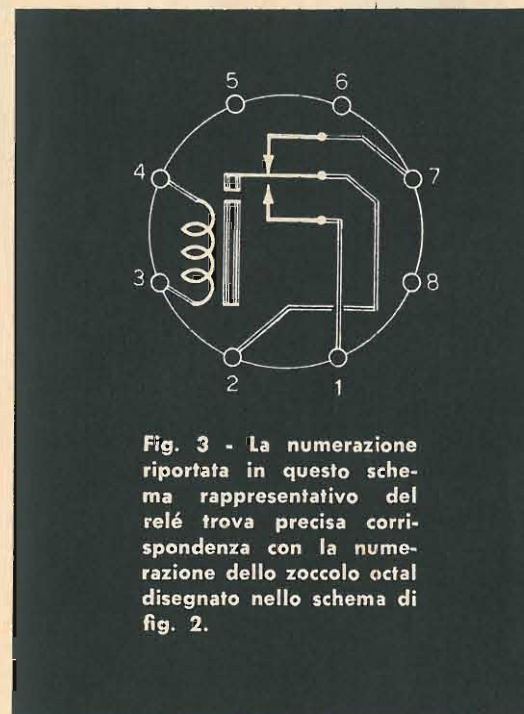 5 6
4 7
3 8
2 1
Fig. 3 - La numerazione
riportata in questo sche-
ma rappresentativo del
relé trova precisa corri-
spondenza con la nume-
razione dello zoccolo octal
disegnato nello schema di
fig. 2.